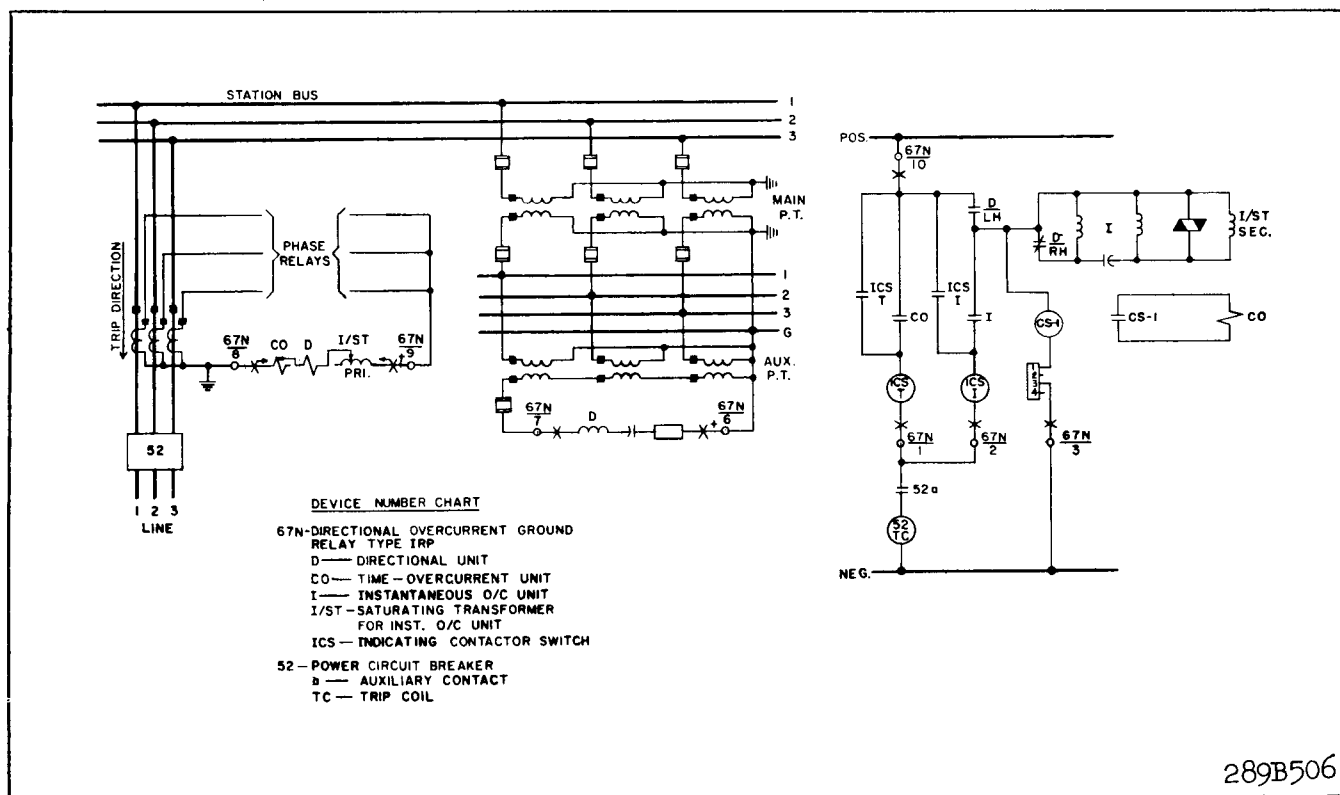 STATION BUS
1
2
3
POS.
67N
10
MAIN
P.T.
D
LH
D
RH
I
I/ST
SEC.
TRIP DIRECTION
PHASE
RELAYS
1
2
3
G
ICS
T
CO
ICS
I
I
CS-1
CS-1
CO
67N
8
CO
D
I/ST
PRI.
67N
9
AUX.
P.T.
1
2
3
4
ICS
T
ICS
I
67N
7
D
67N
6
67N
1
67N
2
67N
3
52
52a
52
TC
1 2 3
LINE
NEG.
DEVICE NUMBER CHART
67N-DIRECTIONAL OVERCURRENT GROUND
RELAY TYPE IRP
D — DIRECTIONAL UNIT
CO — TIME-OVERCURRENT UNIT
I — INSTANTANEOUS O/C UNIT
I/ST-SATURATING TRANSFORMER
FOR INST. O/C UNIT
ICS — INDICATING CONTACTOR SWITCH
52 - POWER CIRCUIT BREAKER
a — AUXILIARY CONTACT
TC — TRIP COIL
289B506